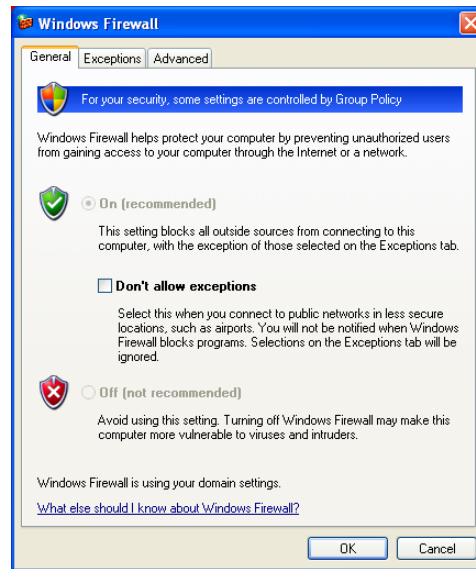 Windows Firewall
General Exceptions Advanced
For your security, some settings are controlled by Group Policy
Windows Firewall helps protect your computer by preventing unauthorized users
from gaining access to your computer through the Internet or a network.
On (recommended)
This setting blocks all outside sources from connecting to this
computer, with the exception of those selected on the Exceptions tab.
Don't allow exceptions
Select this when you connect to public networks in less secure
locations, such as airports. You will not be notified when Windows
Firewall blocks programs. Selections on the Exceptions tab will be
ignored.
Off (not recommended)
Avoid using this setting. Turning off Windows Firewall may make this
computer more vulnerable to viruses and intruders.
Windows Firewall is using your domain settings.
What else should I know about Windows Firewall?
OK Cancel